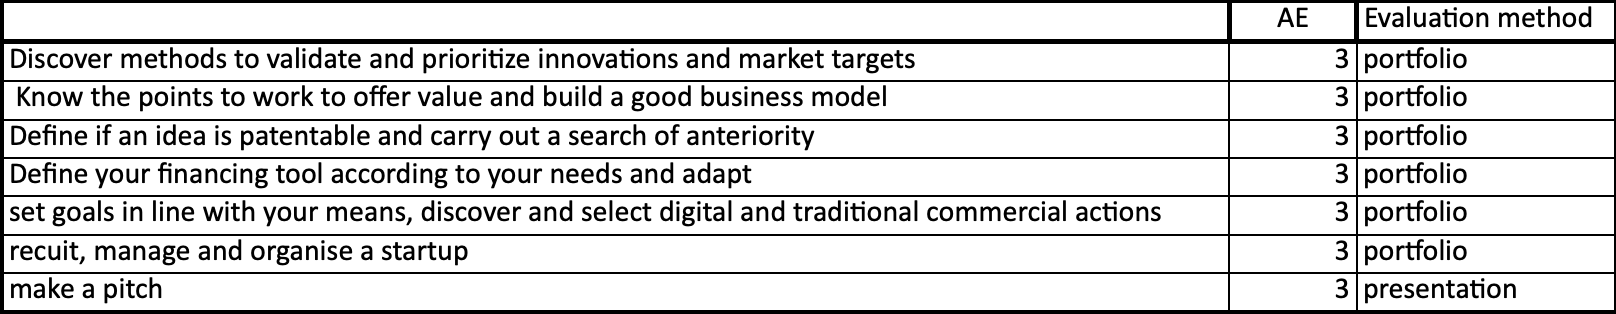 AE Evaluation method
Discover methods to validate and prioritize innovations and market targets 3 portfolio
Know the points to work to offer value and build a good business model 3 portfolio
Define if an idea is patentable and carry out a search of anteriority 3 portfolio
Define your financing tool according to your needs and adapt 3 portfolio
set goals in line with your means, discover and select digital and traditional commercial actions 3 portfolio
recuit, manage and organise a startup 3 portfolio
make a pitch 3 presentation